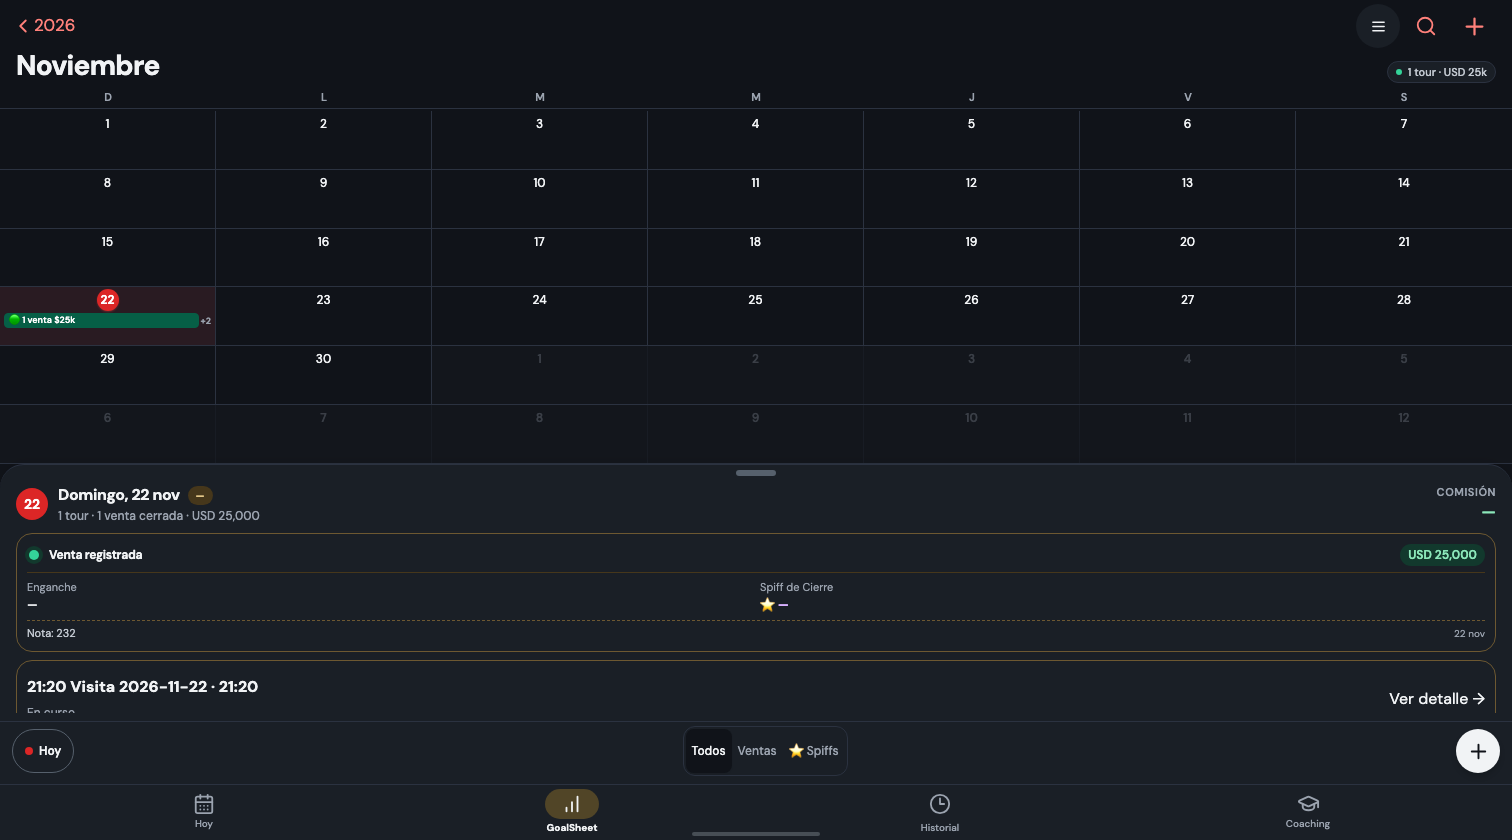 2026
Noviembre
1 tour · USD 25k
D L M M J V S
1 2 3 4 5 6 7
8 9 10 11 12 13 14
15 16 17 18 19 20 21
22 23 24 25 26 27 28
1 venta $25k +2
29 30 1 2 3 4 5
6 7 8 9 10 11 12
22
Domingo, 22 nov –
1 tour · 1 venta cerrada · USD 25,000
COMISIÓN
—
Venta registrada
USD 25,000
Enganche
—
Spiff de Cierre
⭐ —
Nota: 232
22 nov
21:20 Visita 2026-11-22 · 21:20
En curso
Ver detalle →
Hoy
Todos Ventas ⭐ Spiffs
Hoy
GoalSheet
Historial
Coaching